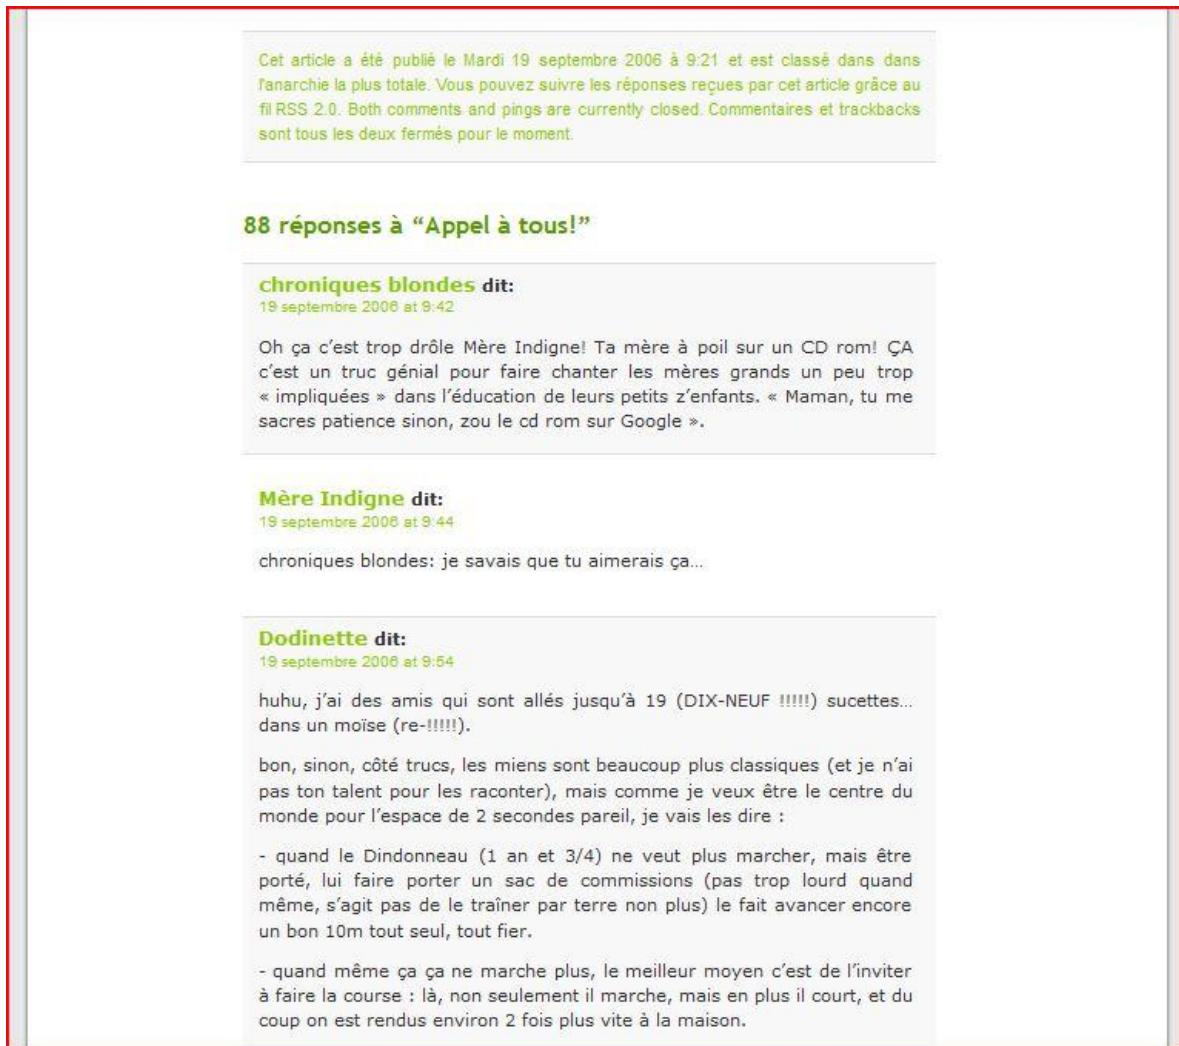 Cet article a été publié le Mardi 19 septembre 2006 à 9:21 et est classé dans dans
l'anarchie la plus totale. Vous pouvez suivre les réponses reçues par cet article grâce au
fil RSS 2.0. Both comments and pings are currently closed. Commentaires et trackbacks
sont tous les deux fermés pour le moment.
88 réponses à “Appel à tous!”
chroniques blondes dit:
19 septembre 2006 at 9:42
Oh ça c’est trop drôle Mère Indigne! Ta mère à poil sur un CD rom! ÇA
c’est un truc génial pour faire chanter les mères grands un peu trop
« impliquées » dans l’éducation de leurs petits z’enfants. « Maman, tu me
sacres patience sinon, zou le cd rom sur Google ».
Mère Indigne dit:
19 septembre 2006 at 9:44
chroniques blondes: je savais que tu aimerais ça…
Dodinette dit:
19 septembre 2006 at 9:54
huhu, j’ai des amis qui sont allés jusqu’à 19 (DIX-NEUF !!!!!) sucettes…
dans un moïse (re-!!!!!).
bon, sinon, côté trucs, les miens sont beaucoup plus classiques (et je n’ai
pas ton talent pour les raconter), mais comme je veux être le centre du
monde pour l’espace de 2 secondes pareil, je vais les dire :
- quand le Dindonneau (1 an et 3/4) ne veut plus marcher, mais être
porté, lui faire porter un sac de commissions (pas trop lourd quand
même, s’agit pas de le traîner par terre non plus) le fait avancer encore
un bon 10m tout seul, tout fier.
- quand même ça ça ne marche plus, le meilleur moyen c’est de l’inviter
à faire la course : là, non seulement il marche, mais en plus il court, et du
coup on est rendus environ 2 fois plus vite à la maison.